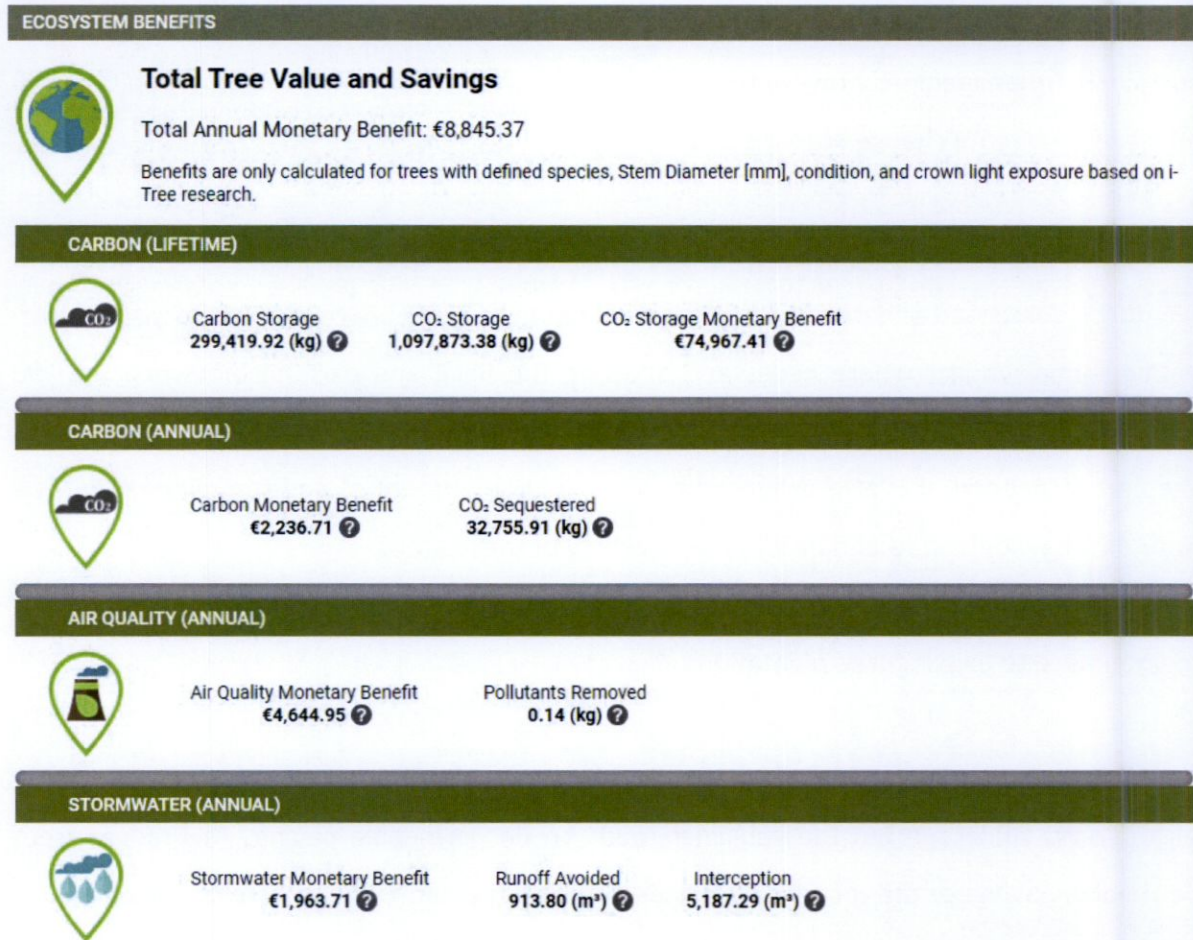 ECOSYSTEM BENEFITS
Total Tree Value and Savings
Total Annual Monetary Benefit: €8,845.37
Benefits are only calculated for trees with defined species, Stem Diameter [mm], condition, and crown light exposure based on i-
Tree research.
CARBON (LIFETIME)
CO₂
Carbon Storage CO₂ Storage CO₂ Storage Monetary Benefit
299,419.92 (kg) ? 1,097,873.38 (kg) ? €74,967.41 ?
CARBON (ANNUAL)
CO₂
Carbon Monetary Benefit CO₂ Sequestered
€2,236.71 ? 32,755.91 (kg) ?
AIR QUALITY (ANNUAL)
Air Quality Monetary Benefit Pollutants Removed
€4,644.95 ? 0.14 (kg) ?
STORMWATER (ANNUAL)
Stormwater Monetary Benefit Runoff Avoided Interception
€1,963.71 ? 913.80 (m³) ? 5,187.29 (m³) ?